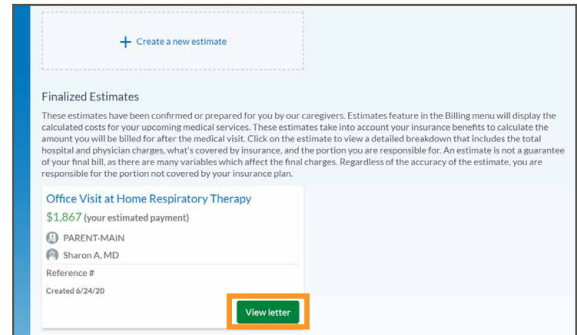 + Create a new estimate
Finalized Estimates
These estimates have been confirmed or prepared for you by our caregivers. Estimates feature in the Billing menu will display the
calculated costs for your upcoming medical services. These estimates take into account your insurance benefits to calculate the
amount you will be billed for after the medical visit. Click on the estimate to view a detailed breakdown that includes the total
hospital and physician charges, what's covered by insurance, and the portion you are responsible for. An estimate is not a guarantee
of your final bill, as there are many variables which affect the final charges. Regardless of the accuracy of the estimate, you are
responsible for the portion not covered by your insurance plan.
Office Visit at Home Respiratory Therapy
$1,867 (your estimated payment)
PARENT-MAIN
Sharon A, MD
Reference #
Created 6/24/20
View letter